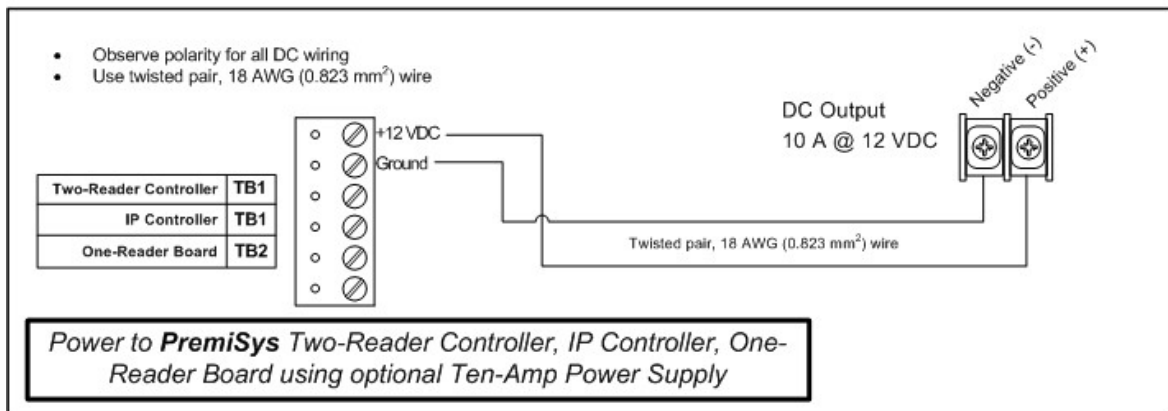 • Observe polarity for all DC wiring
• Use twisted pair, 18 AWG (0.823 mm²) wire
Negative (-)
Positive (+)
DC Output
10 A @ 12 VDC
+12 VDC
Ground
Two-Reader Controller TB1
IP Controller TB1
One-Reader Board TB2
Twisted pair, 18 AWG (0.823 mm²) wire
Power to PremiSys Two-Reader Controller, IP Controller, One-
Reader Board using optional Ten-Amp Power Supply